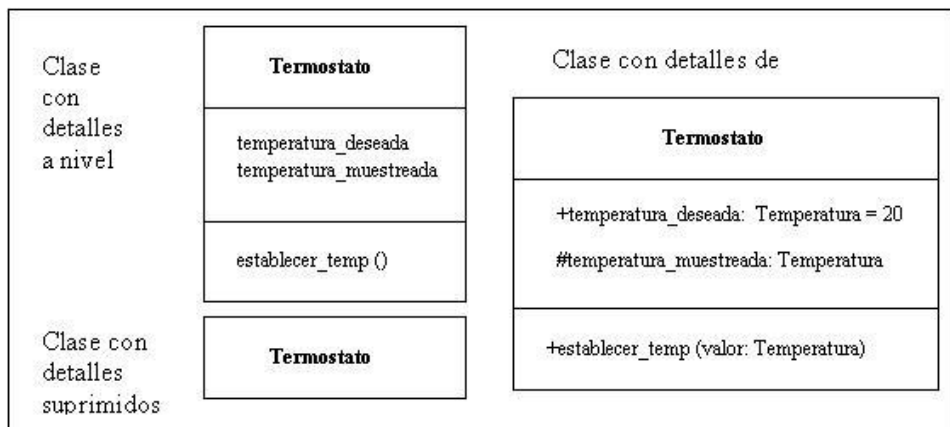 Clase
con
detalles
a nivel
Termostato
temperatura_deseada
temperatura_muestreada
establecer_temp ()
Clase con
detalles
suprimidos
Termostato
Clase con detalles de
Termostato
+temperatura_deseada: Temperatura = 20
#temperatura_muestreada: Temperatura
+establecer_temp (valor: Temperatura)